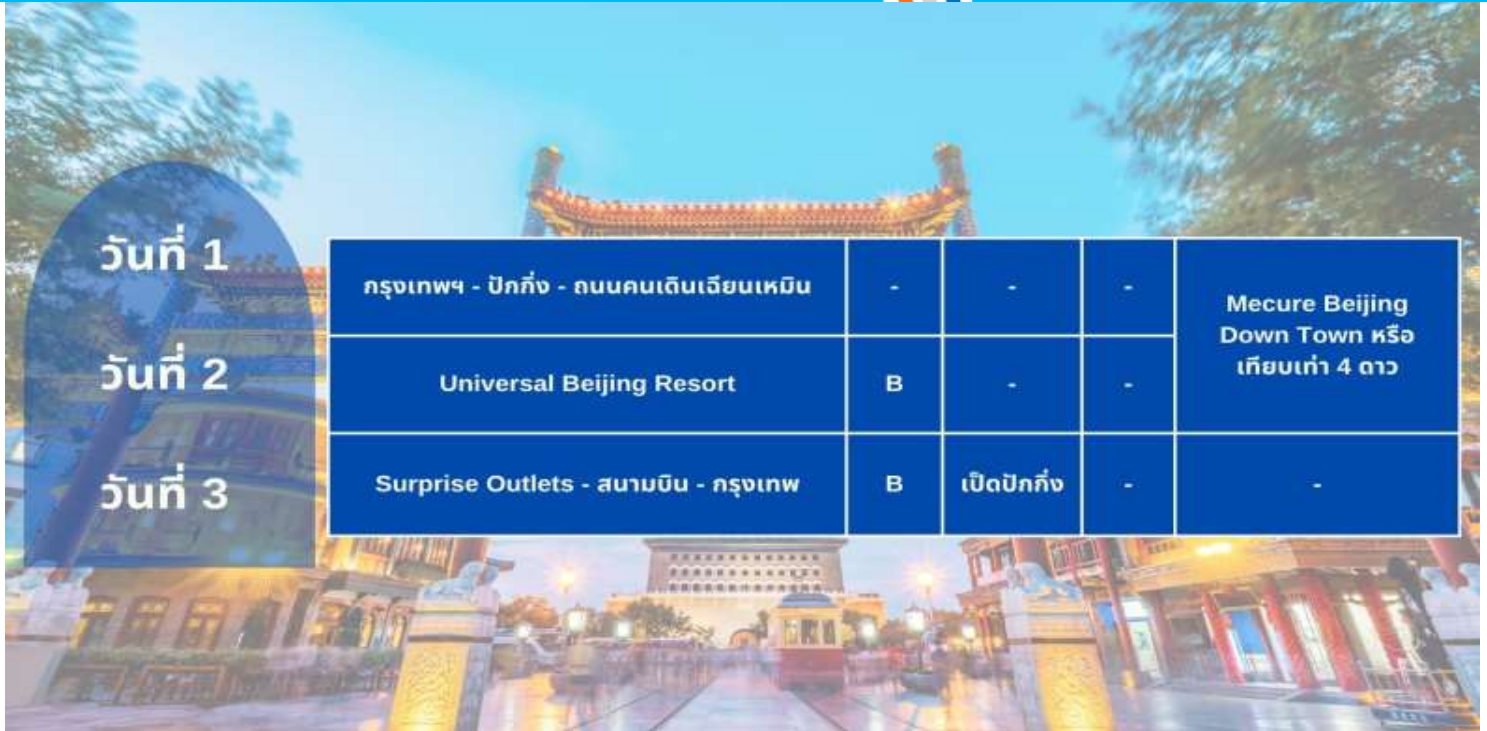 วันที่ 1
กรุงเทพฯ - ปักกิ่ง - ถนนคนเดินเฉียนเหมิน - - -
Mecure Beijing
Down Town หรือ
เทียบเท่า 4 ดาว
วันที่ 2
Universal Beijing Resort B - -
วันที่ 3
Surprise Outlets - สนามบิน - กรุงเทพ B เป็ดปักกิ่ง - -